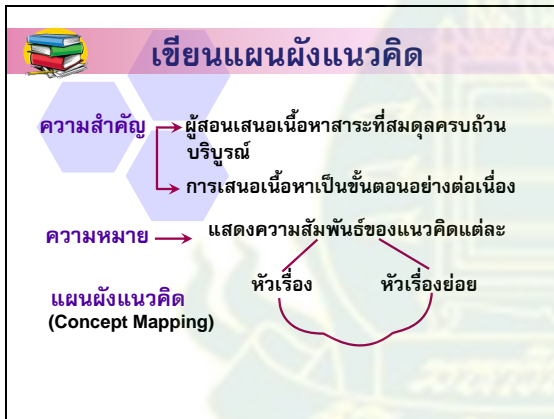 เขียนแผนผังแนวคิด
ความสำคัญ
ผู้สอนเสนอเนื้อหาสาระที่สมดุลครบถ้วน
บริบูรณ์
การเสนอเนื้อหาเป็นขั้นตอนอย่างต่อเนื่อง
ความหมาย
แสดงความสัมพันธ์ของแนวคิดแต่ละ
หัวเรื่อง
หัวเรื่องย่อย
แผนผังแนวคิด
(Concept Mapping)